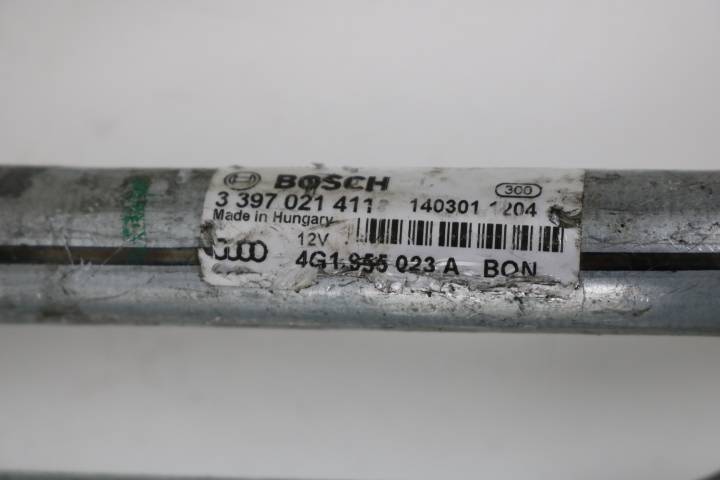 BOSCH
300
3 397 021 411 140301 1204
Made in Hungary
12V
4G1 955 023 A BON